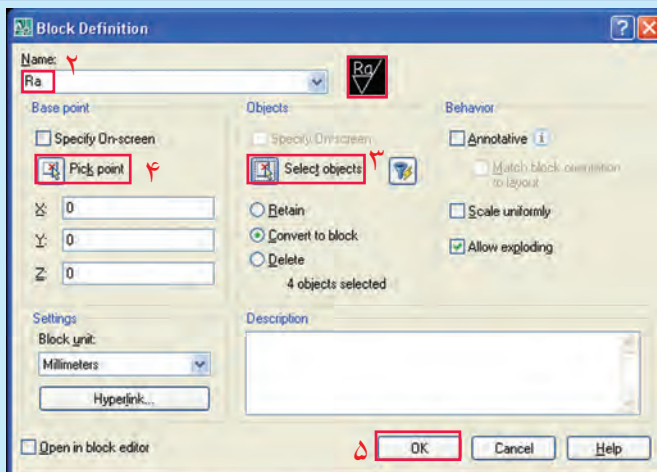 Block Definition
Name: ۲
Ra
Ra
Base point
Specify On-screen
Pick point ۴
X: 0
Y: 0
Z: 0
Objects
Specify On-screen
Select objects ۳
Retain
Convert to block
Delete
4 objects selected
Behavior
Annotative i
Match block orientation
to layout
Scale uniformly
Allow exploding
Settings
Block unit:
Millimeters
Hyperlink...
Description
Open in block editor
۵ OK Cancel Help